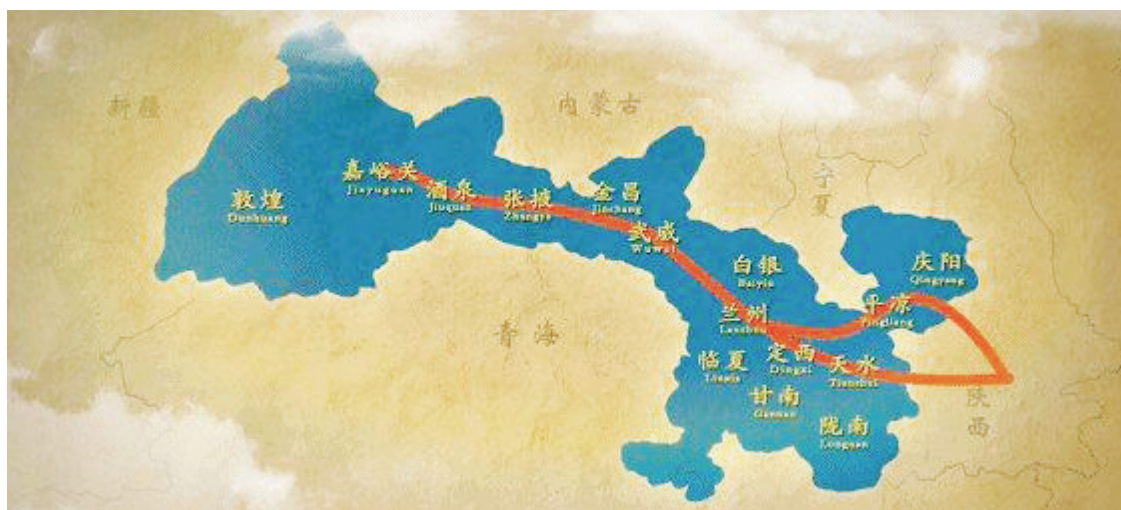 新疆
内蒙古
宁夏
嘉峪关
Jiayuguan
酒泉
Jiuquan
敦煌
Dunhuang
张掖
Zhangye
金昌
Jinchang
武威
Wuwei
白银
Baiyin
庆阳
Qingyang
兰州
Lanzhou
平凉
Pingliang
青海
临夏
Linxia
定西
Dingxi
天水
Tianshui
甘南
Gannan
陇南
Longnan
陕西